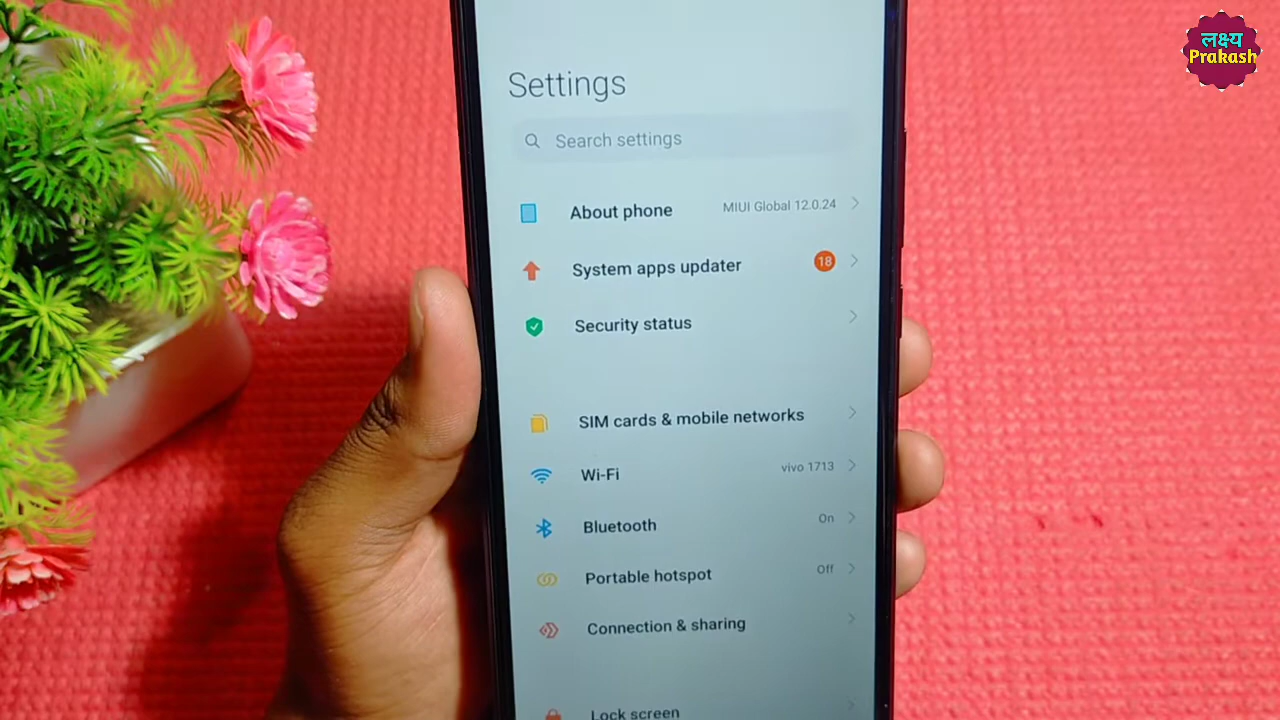 लक्ष्य
Prakash
Settings
Search settings
About phone MIUI Global 12.0.24
System apps updater 18
Security status
SIM cards & mobile networks
Wi-Fi vivo 1713
Bluetooth On
Portable hotspot Off
Connection & sharing
Lock screen